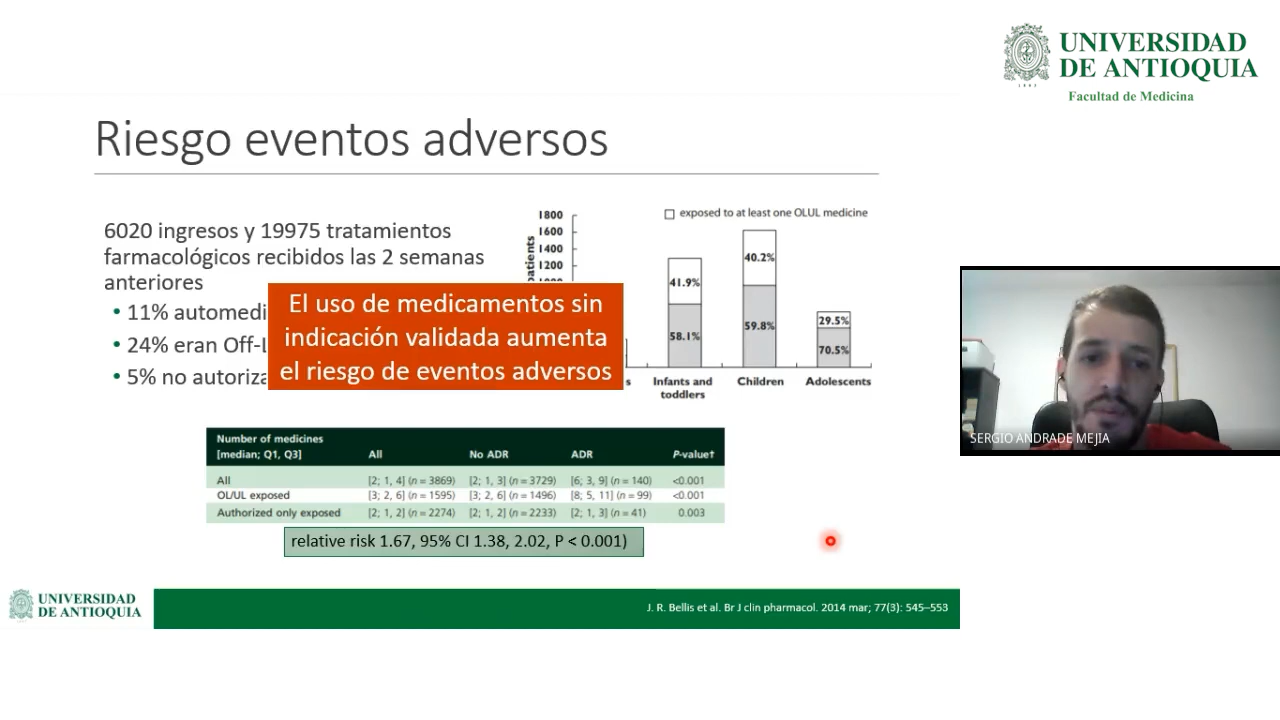 UNIVERSIDAD
DE ANTIOQUIA
Facultad de Medicina
Riesgo eventos adversos
6020 ingresos y 19975 tratamientos
farmacológicos recibidos las 2 semanas
anteriores
• 11%
• 24% eran
• 5% no
El uso de medicamentos sin
indicación validada aumenta
el riesgo de eventos adversos
1800
1600
1400
1200
exposed to at least one OLUL medicine
41.9%
58.1%
40.2%
59.8%
29.5%
70.5%
Infants and
toddlers
Children
Adolescents
Number of medicines
[median; Q1, Q3] All No ADR ADR P-value†
All [2; 1, 4] (n = 3869) [2; 1, 3] (n = 3729) [6; 3, 9] (n = 140) <0.001
OL/UL exposed [3; 2, 6] (n = 1595) [3; 2, 6] (n = 1496) [8; 5, 11] (n = 99) <0.001
Authorized only exposed [2; 1, 2] (n = 2274) [2; 1, 2] (n = 2233) [2; 1, 3] (n = 41) 0.003
relative risk 1.67, 95% CI 1.38, 2.02, P < 0.001)
SERGIO ANDRADE MEJIA
UNIVERSIDAD
DE ANTIOQUIA
J. R. Bellis et al. Br J clin pharmacol. 2014 mar; 77(3): 545–553